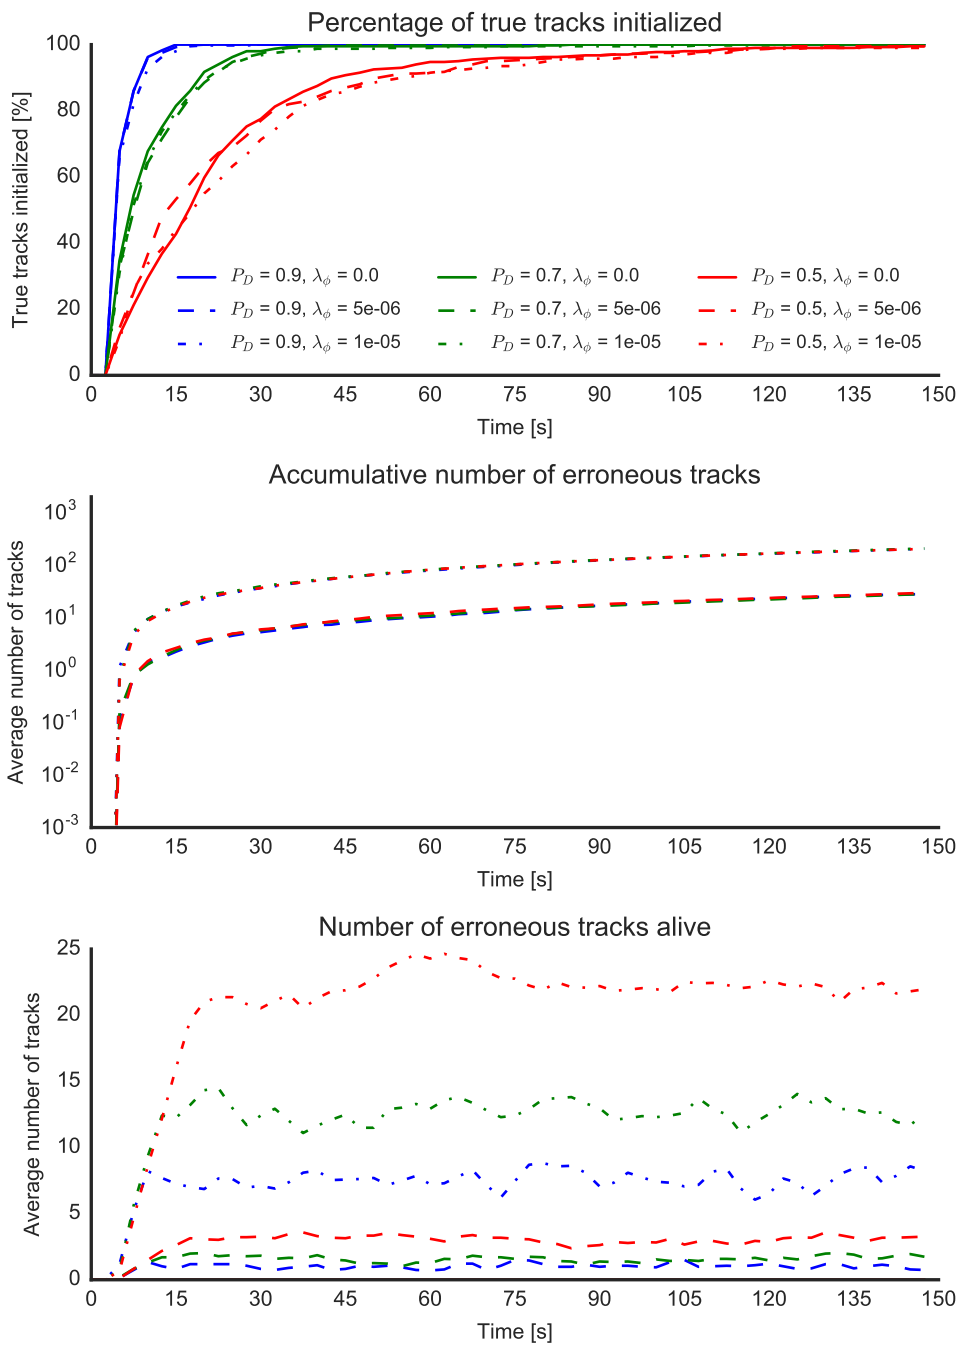 Percentage of true tracks initialized
True tracks initialized [%]
100
80
60
40
20
0
P_D = 0.9, λ_ϕ = 0.0 P_D = 0.7, λ_ϕ = 0.0 P_D = 0.5, λ_ϕ = 0.0
P_D = 0.9, λ_ϕ = 5e-06 P_D = 0.7, λ_ϕ = 5e-06 P_D = 0.5, λ_ϕ = 5e-06
P_D = 0.9, λ_ϕ = 1e-05 P_D = 0.7, λ_ϕ = 1e-05 P_D = 0.5, λ_ϕ = 1e-05
0 15 30 45 60 75 90 105 120 135 150
Time [s]
Accumulative number of erroneous tracks
Average number of tracks
10^3
10^2
10^1
10^0
10^-1
10^-2
10^-3
0 15 30 45 60 75 90 105 120 135 150
Time [s]
Number of erroneous tracks alive
Average number of tracks
25
20
15
10
5
0
0 15 30 45 60 75 90 105 120 135 150
Time [s]